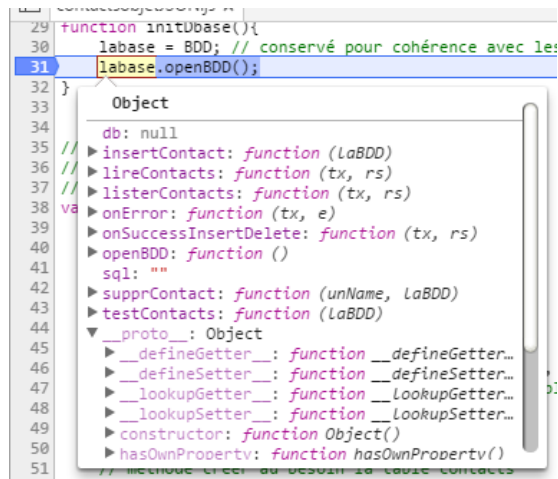 29 function initDbase(){
30 labase = BDD; // conservé pour cohérence avec les
31 labase.openBDD();
32 }
33 Object
34
db: null
35 // insertContact: function (laBDD)
36 // lireContacts: function (tx, rs)
37 // listerContacts: function (tx, rs)
38 va onError: function (tx, e)
39 onSuccessInsertDelete: function (tx, rs)
40 openBDD: function ()
41 sql: ""
42 supprContact: function (unName, laBDD)
43 testContacts: function (laBDD)
44 __proto__: Object
45 __defineGetter__: function __defineGetter…
46 __defineSetter__: function __defineSetter…
47 __lookupGetter__: function __lookupGetter…
48 __lookupSetter__: function __lookupSetter…
49 constructor: function Object()
50 hasOwnProperty: function hasOwnProperty()
51 // méthode créer au besoin la table contacts